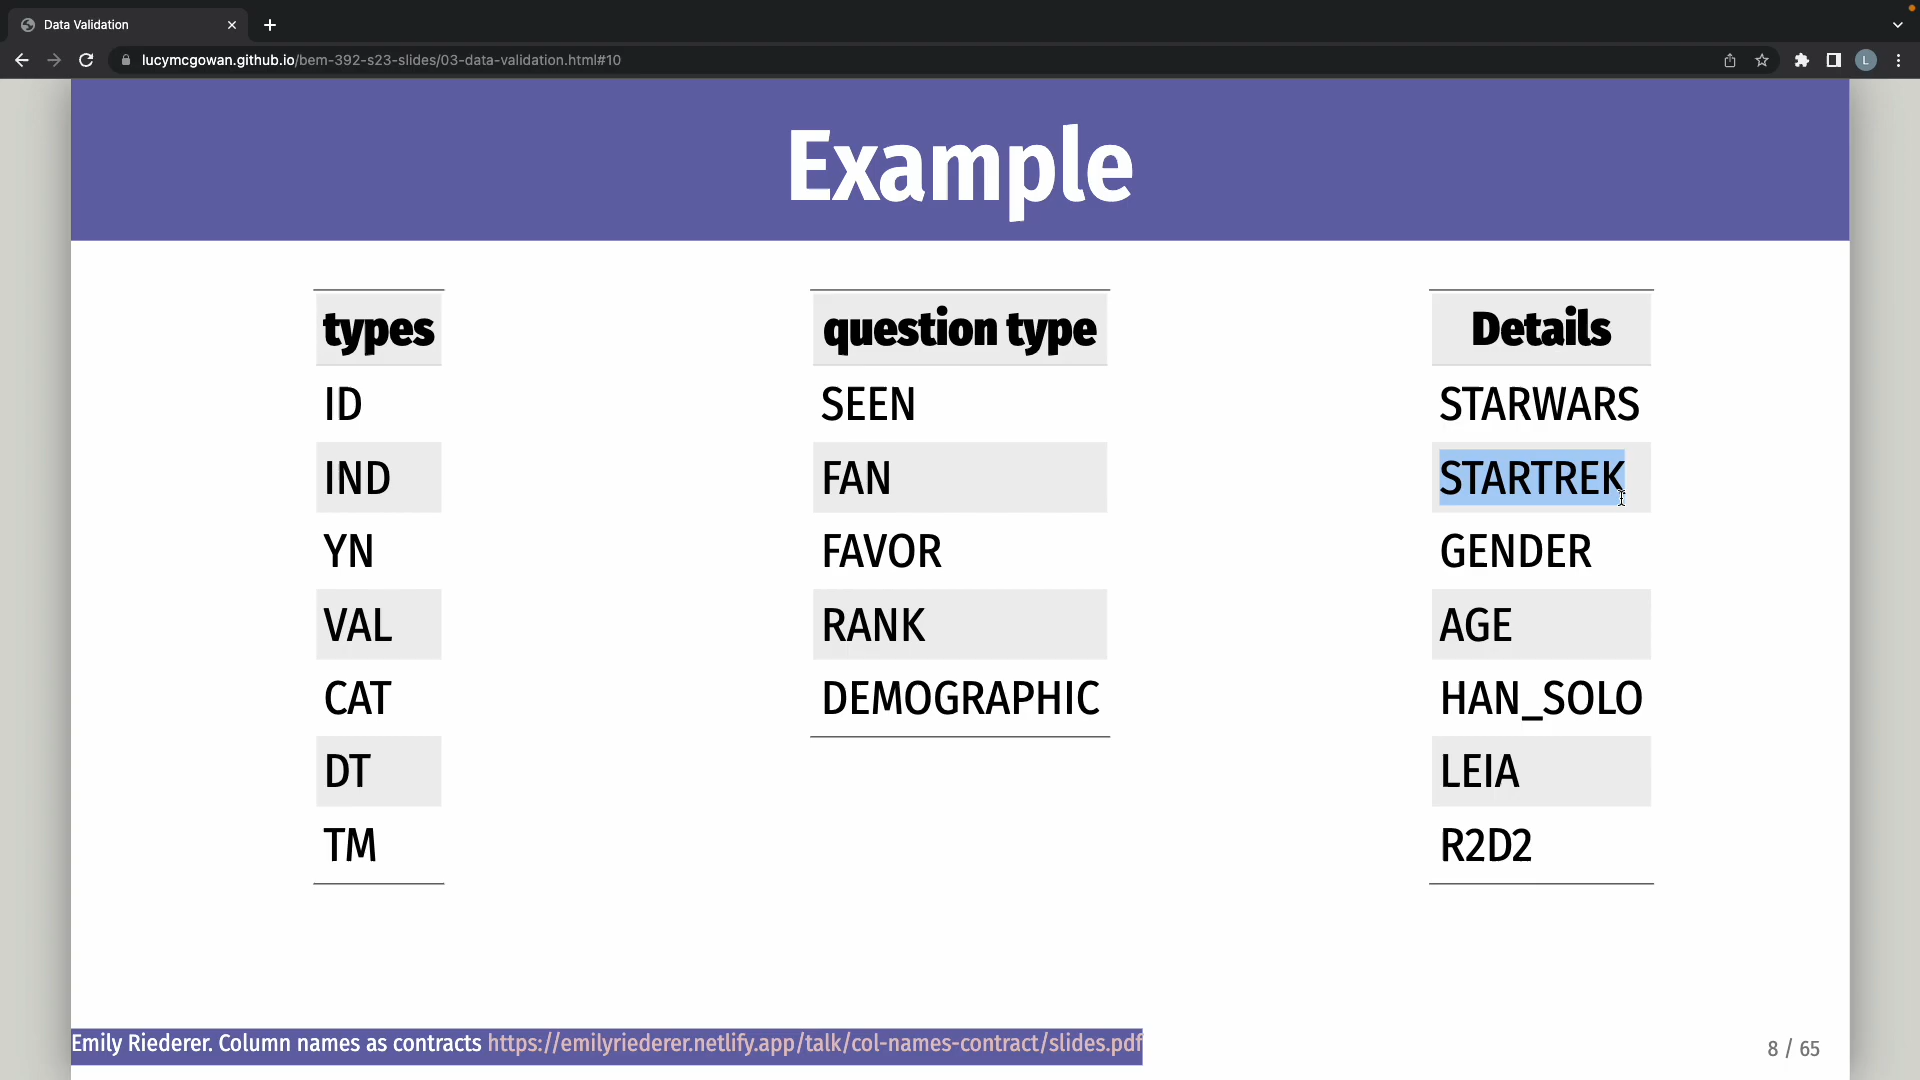 Data Validation
lucymcgowan.github.io/bem-392-s23-slides/03-data-validation.html#10
L
Example
types
ID
IND
YN
VAL
CAT
DT
TM
question type
SEEN
FAN
FAVOR
RANK
DEMOGRAPHIC
Details
STARWARS
STARTREK
GENDER
AGE
HAN_SOLO
LEIA
R2D2
Emily Riederer. Column names as contracts https://emilyriederer.netlify.app/talk/col-names-contract/slides.pdf
8 / 65